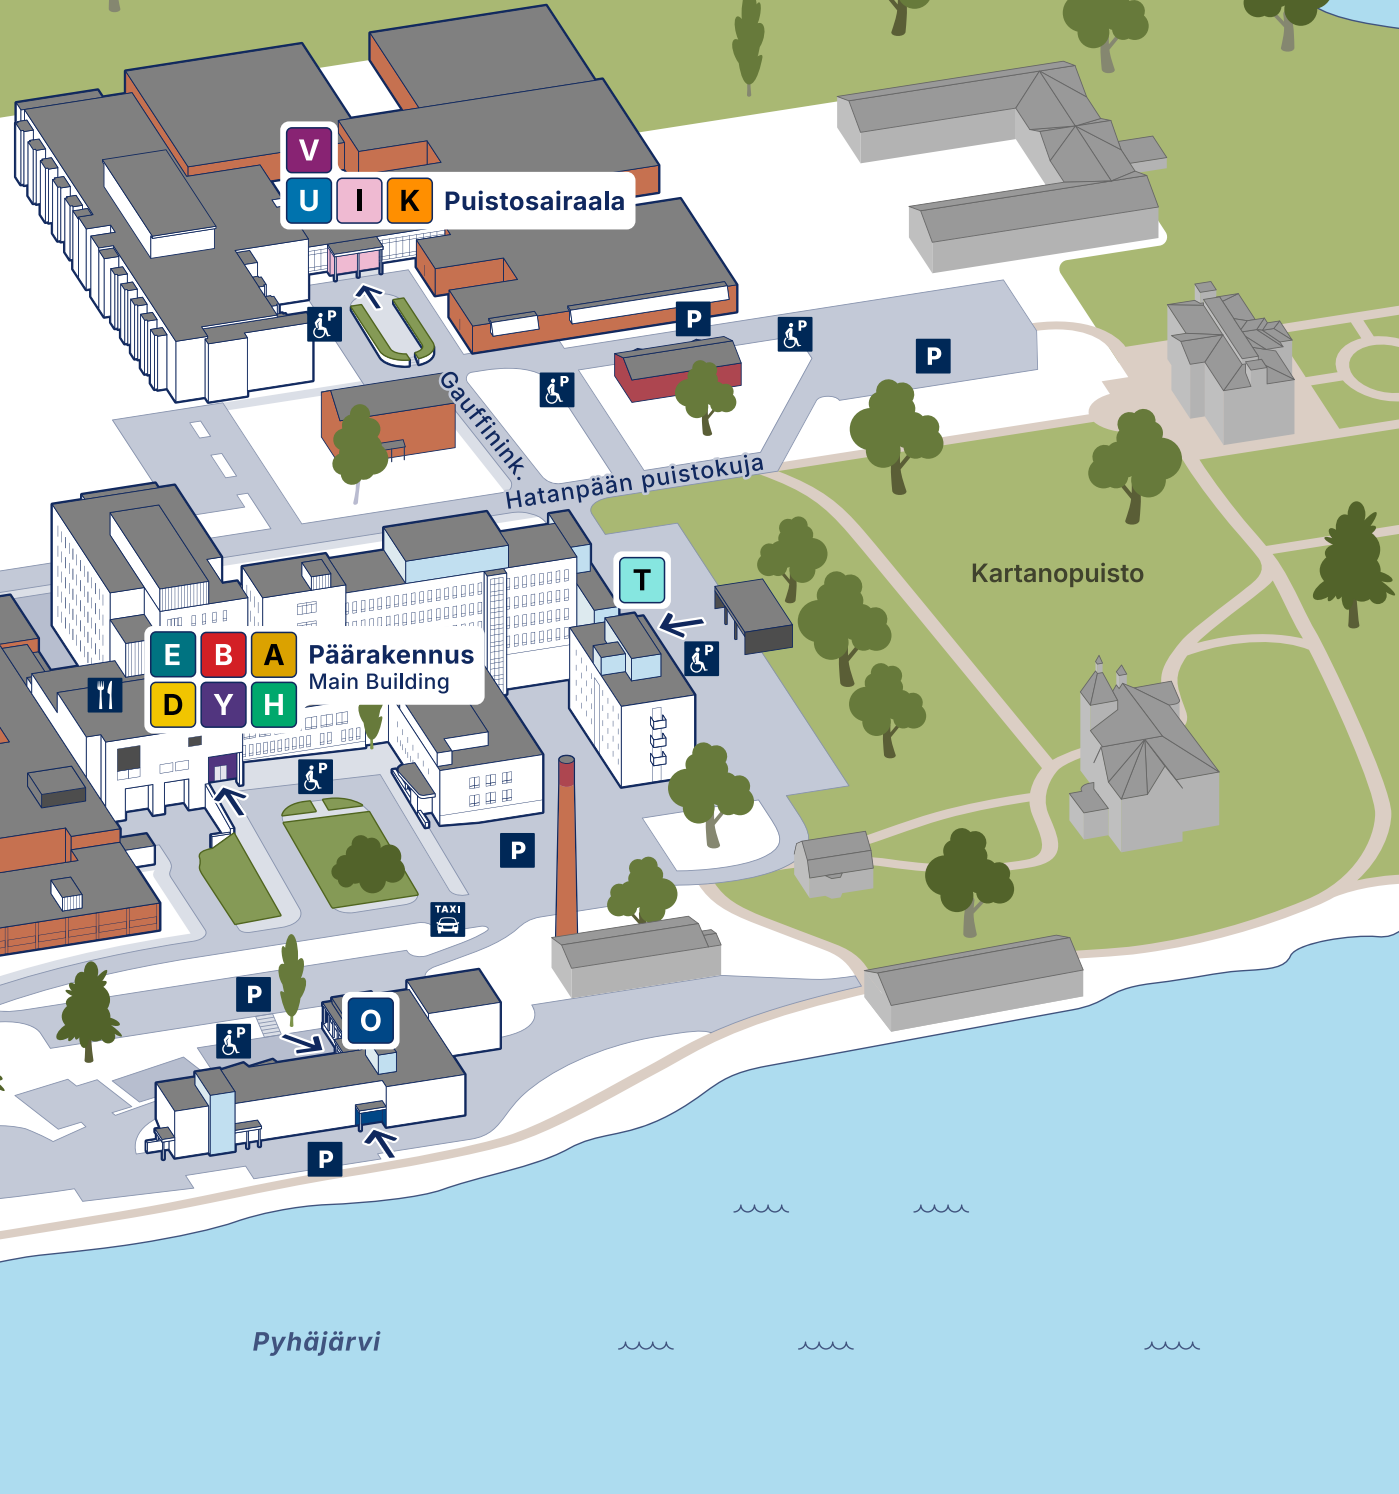 V
U I K Puistosairaala
P
P
P
P
P
Gauffinink.
Hatanpään puistokuja
T
P
Kartanopuisto
E B A Päärakennus
D Y H Main Building
P
P
TAXI
P
O
P
P
Pyhäjärvi